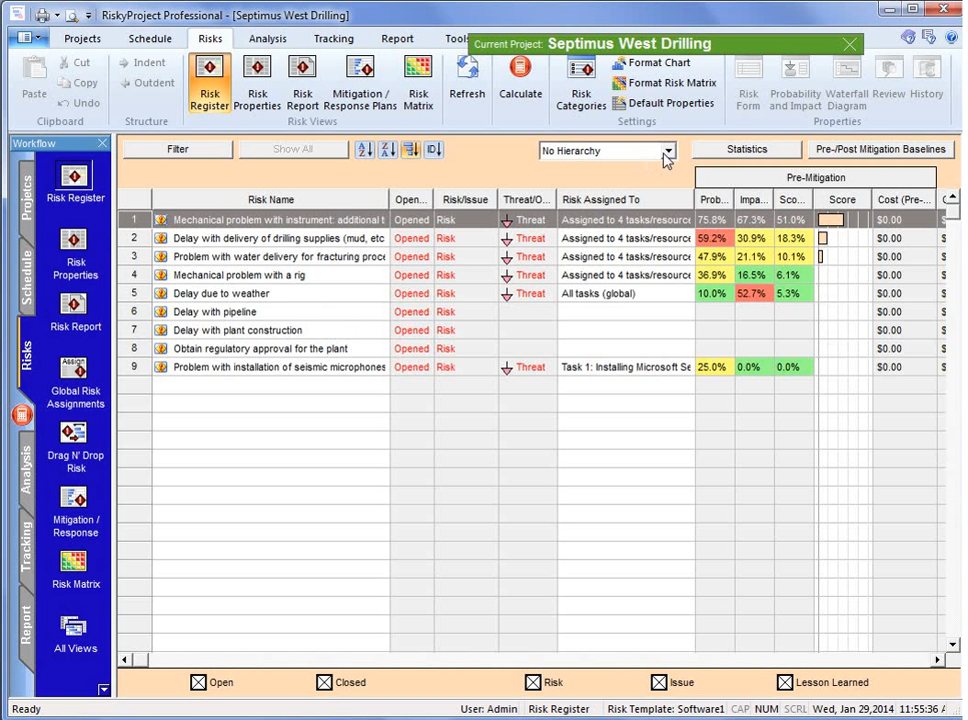 RiskyProject Professional - [Septimus West Drilling]
Projects Schedule Risks Analysis Tracking Report
Current Project: Septimus West Drilling
Paste
Cut
Copy
Undo
Clipboard
Indent
Outdent
Structure
Risk Register
Risk Properties
Risk Report
Mitigation / Response Plans
Risk Matrix
Risk Views
Refresh
Calculate
Risk Categories
Format Chart
Format Risk Matrix
Default Properties
Settings
Risk Form
Probability and Impact
Waterfall Diagram
Review
History
Properties
Workflow
Projetcs
Schedule
Risks
Analysis
Tracking
Report
Risk Register
Risk Properties
Risk Report
Assign
Global Risk Assignments
Drag N' Drop Risk
Mitigation / Response
Risk Matrix
All Views
Filter Show All No Hierarchy Statistics Pre-/Post Mitigation Baselines
Pre-Mitigation
Risk Name Open... Risk/Issue Threat/O... Risk Assigned To Prob... Impa... Sco... Score Cost (Pre-...
1 Mechanical problem with instrument: additional t Opened Risk Threat Assigned to 4 tasks/resource 75.8% 67.3% 51.0% $0.00
2 Delay with delivery of drilling supplies (mud, etc Opened Risk Threat Assigned to 4 tasks/resource 59.2% 30.9% 18.3% $0.00
3 Problem with water delivery for fracturing proce Opened Risk Threat Assigned to 4 tasks/resource 47.9% 21.1% 10.1% $0.00
4 Mechanical problem with a rig Opened Risk Threat Assigned to 4 tasks/resource 36.9% 16.5% 6.1% $0.00
5 Delay due to weather Opened Risk Threat All tasks (global) 10.0% 52.7% 5.3% $0.00
6 Delay with pipeline Opened Risk $0.00
7 Delay with plant construction Opened Risk $0.00
8 Obtain regulatory approval for the plant Opened Risk $0.00
9 Problem with installation of seismic microphones Opened Risk Threat Task 1: Installing Microsoft Se 25.0% 0.0% 0.0% $0.00
Open Closed Risk Issue Lesson Learned
Ready User: Admin Risk Register Risk Template: Software1 CAP NUM SCRL Wed, Jan 29,2014 11:55:36 A